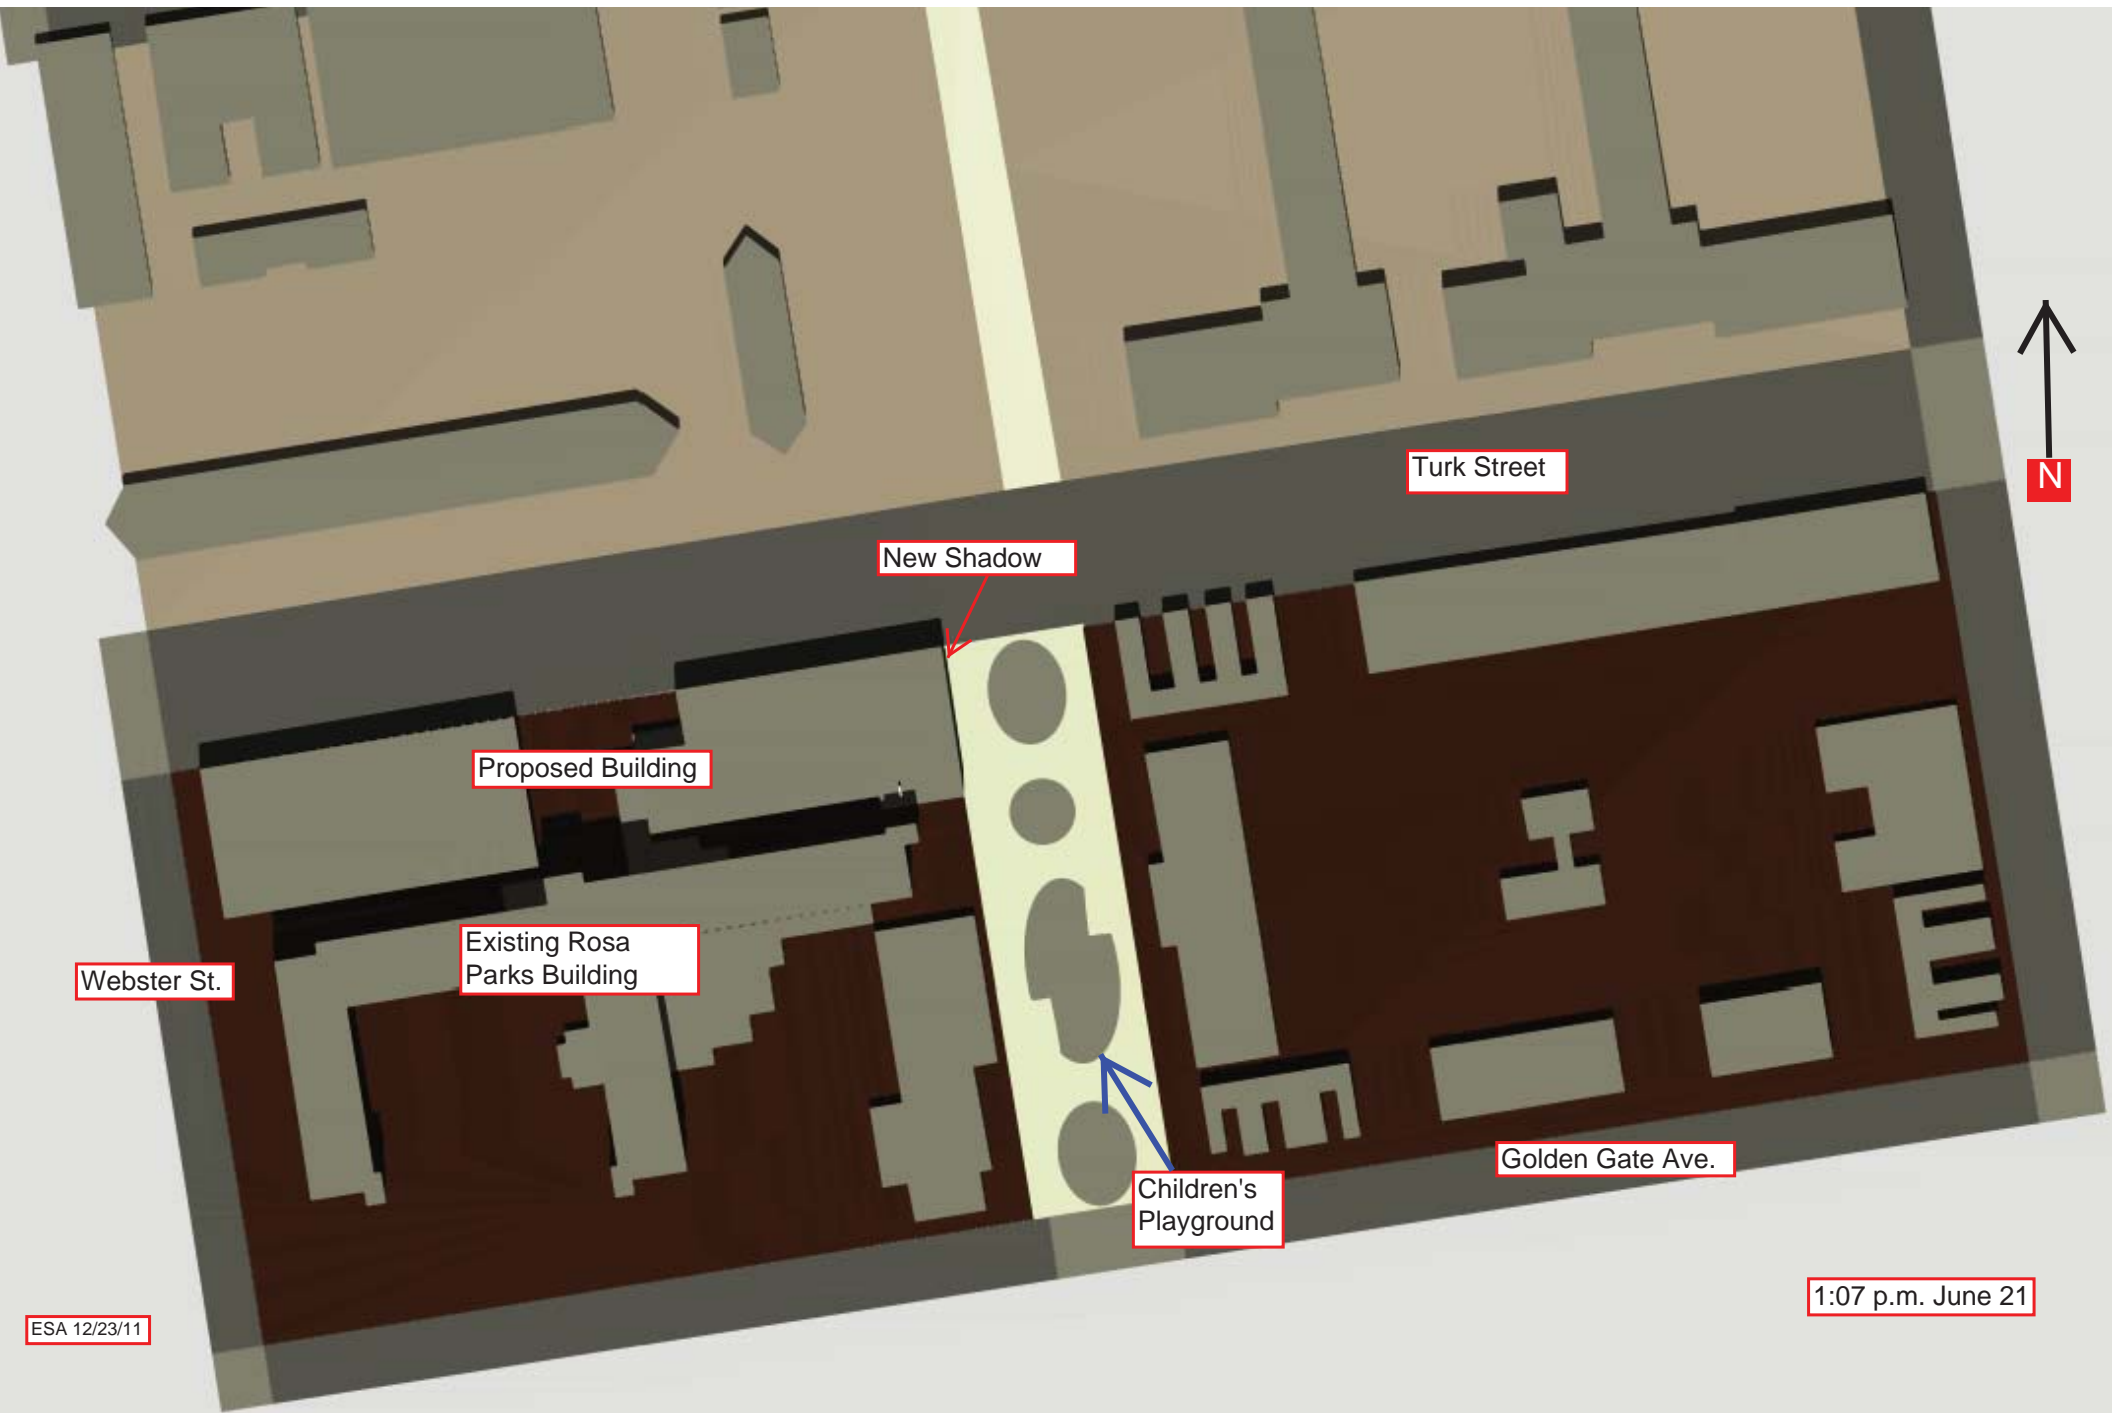 Turk Street
N
New Shadow
Proposed Building
Existing Rosa
Parks Building
Webster St.
Golden Gate Ave.
Children's
Playground
1:07 p.m. June 21
ESA 12/23/11